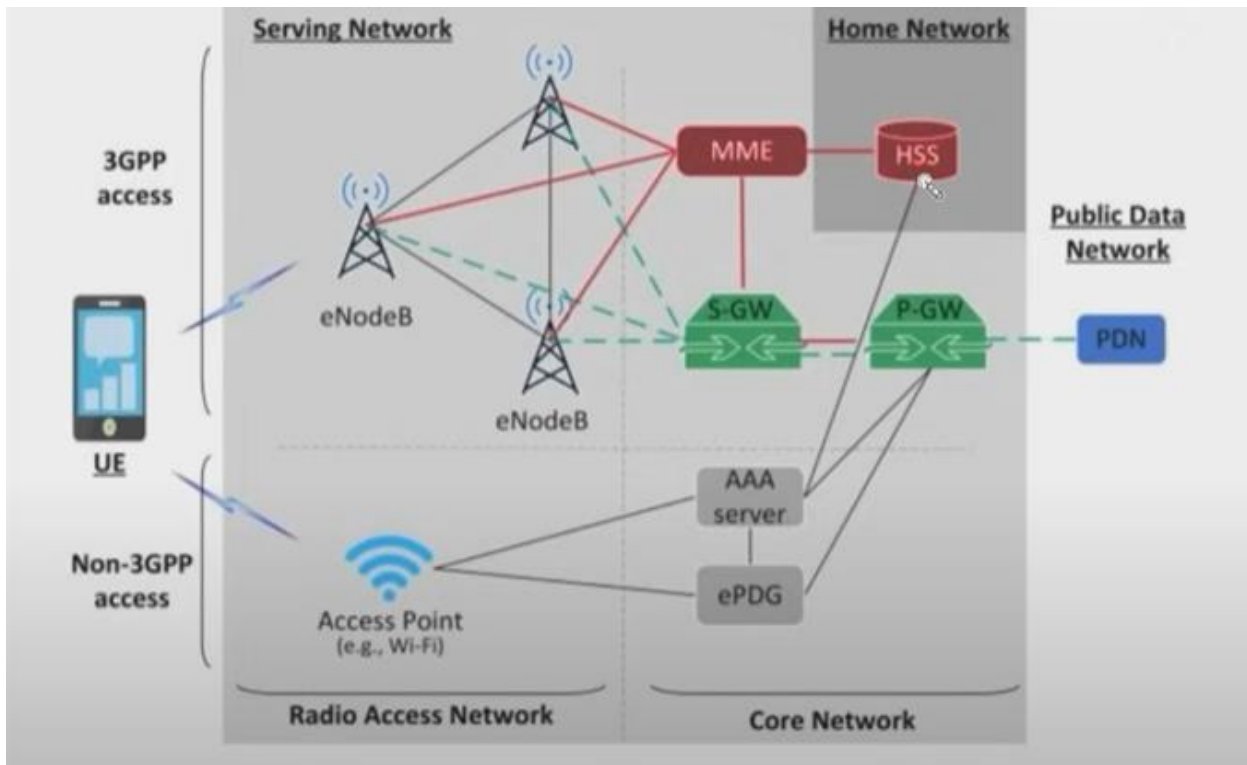 Serving Network
Home Network
3GPP
access
MME
HSS
Public Data
Network
eNodeB
S-GW
P-GW
PDN
eNodeB
UE
AAA
server
Non-3GPP
access
ePDG
Access Point
(e.g., Wi-Fi)
Radio Access Network
Core Network